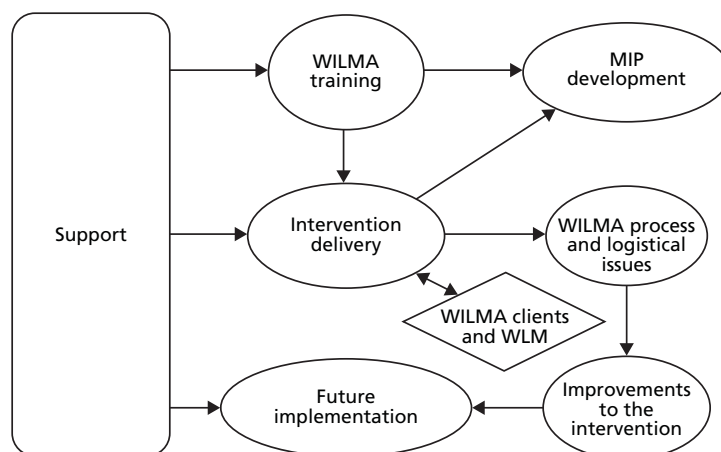 WILMA
training
MIP
development
Support
Intervention
delivery
WILMA process
and logistical
issues
WILMA clients
and WLM
Future
implementation
Improvements
to the
intervention